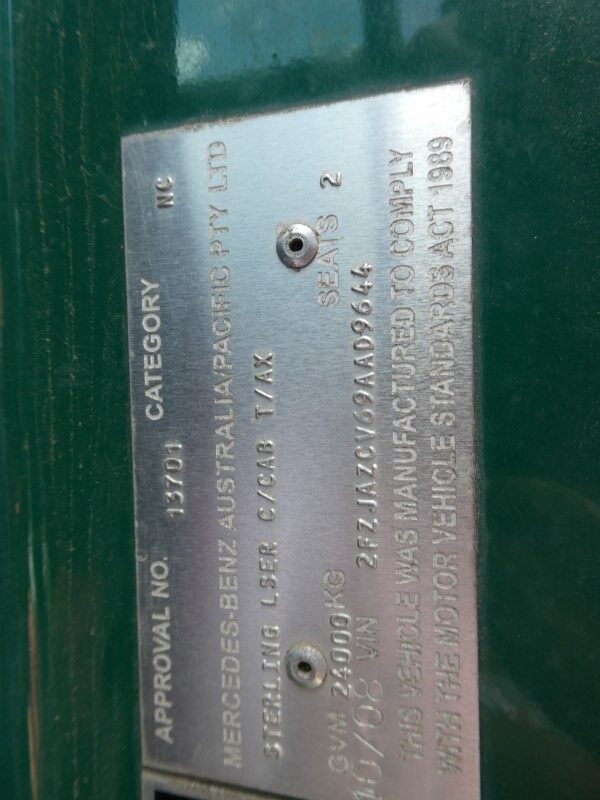 APPROVAL NO. 13701 CATEGORY NC
MERCEDES-BENZ AUSTRALIA/PACIFIC PTY LTD
STERLING LSER C/CAB T/AX
GVM 24000KG SEATS 2
10/08 VIN 2FZJAZCV69AAD9644
THIS VEHICLE WAS MANUFACTURED TO COMPLY
WITH THE MOTOR VEHICLE STANDARDS ACT 1989